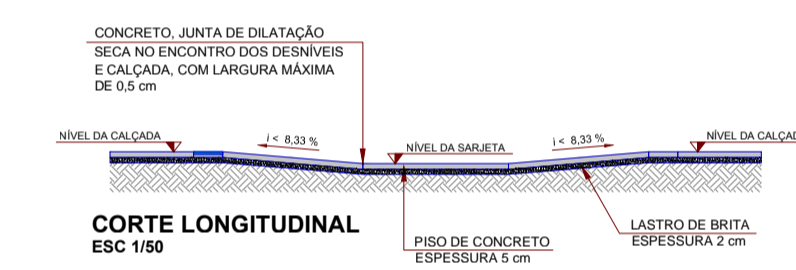 CONCRETO, JUNTA DE DILATAÇÃO
SECA NO ENCONTRO DOS DESNÍVEIS
E CALÇADA, COM LARGURA MÁXIMA
DE 0,5 cm
NÍVEL DA CALÇADA
i < 8,33 %
NÍVEL DA SARJETA
i < 8,33 %
NÍVEL DA CALÇAD
CORTE LONGITUDINAL
ESC 1/50
PISO DE CONCRETO
ESPESSURA 5 cm
LASTRO DE BRITA
ESPESSURA 2 cm